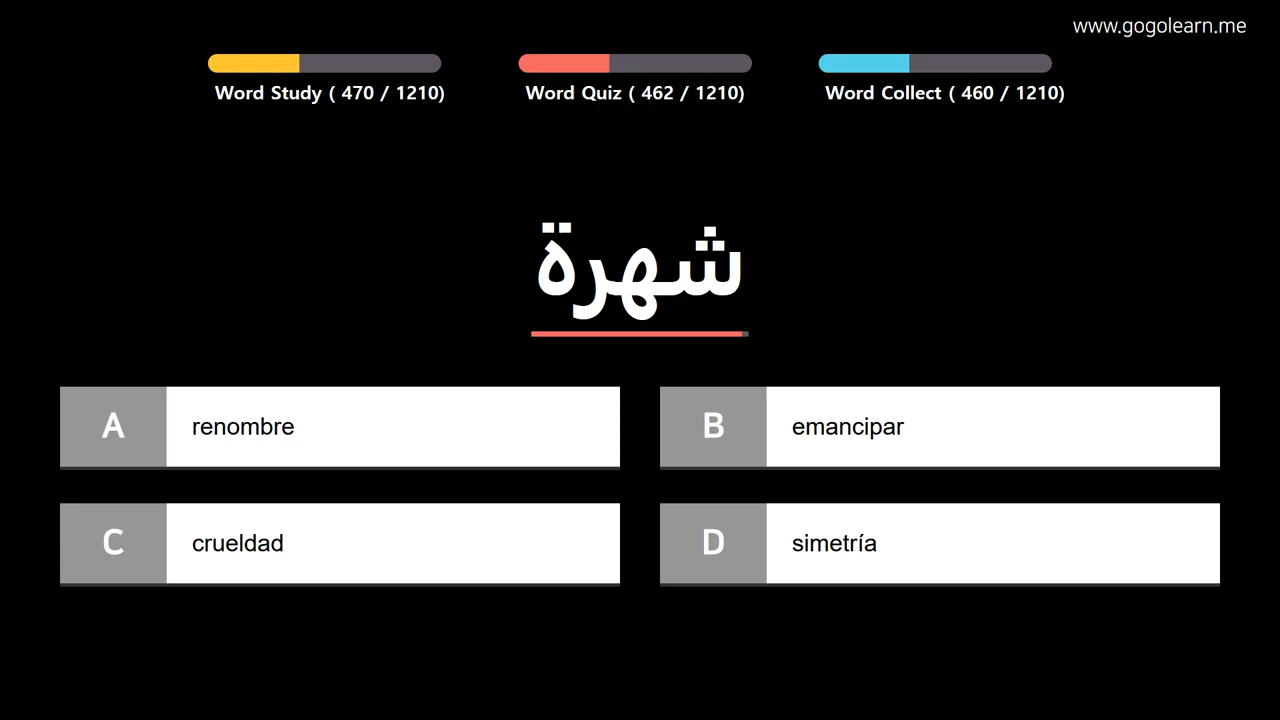 www.gogolearn.me
Word Study ( 470 / 1210)
Word Quiz ( 462 / 1210)
Word Collect ( 460 / 1210)
شهرة
A renombre
B emancipar
C crueldad
D simetría